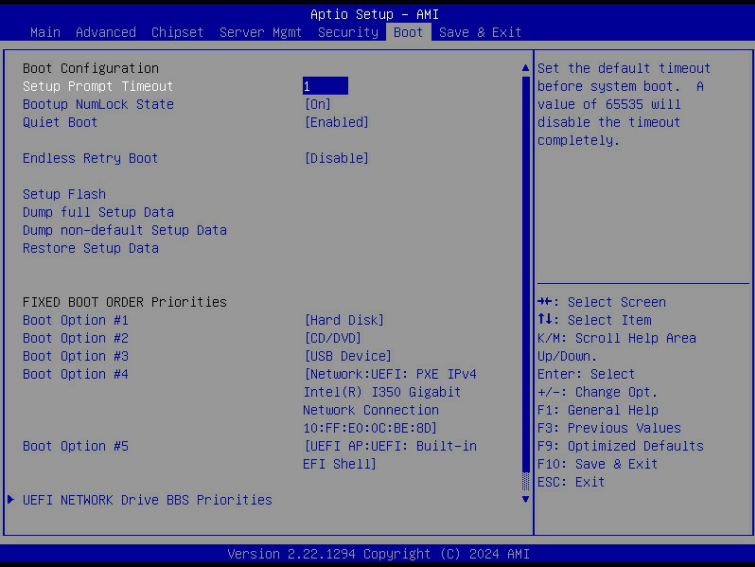 Aptio Setup – AMI
Main Advanced Chipset Server Mgmt Security Boot Save & Exit
Boot Configuration
Setup Prompt Timeout 1
Bootup NumLock State [On]
Quiet Boot [Enabled]
Endless Retry Boot [Disable]
Setup Flash
Dump full Setup Data
Dump non-default Setup Data
Restore Setup Data
FIXED BOOT ORDER Priorities
Boot Option #1 [Hard Disk]
Boot Option #2 [CD/DVD]
Boot Option #3 [USB Device]
Boot Option #4 [Network:UEFI: PXE IPv4
Intel(R) I350 Gigabit
Network Connection
10:FF:E0:0C:BE:8D]
Boot Option #5 [UEFI AP:UEFI: Built-in
EFI Shell]
UEFI NETWORK Drive BBS Priorities
Set the default timeout
before system boot. A
value of 65535 will
disable the timeout
completely.
→←: Select Screen
↑↓: Select Item
K/M: Scroll Help Area
Up/Down.
Enter: Select
+/-: Change Opt.
F1: General Help
F3: Previous Values
F9: Optimized Defaults
F10: Save & Exit
ESC: Exit
Version 2.22.1294 Copyright (C) 2024 AMI